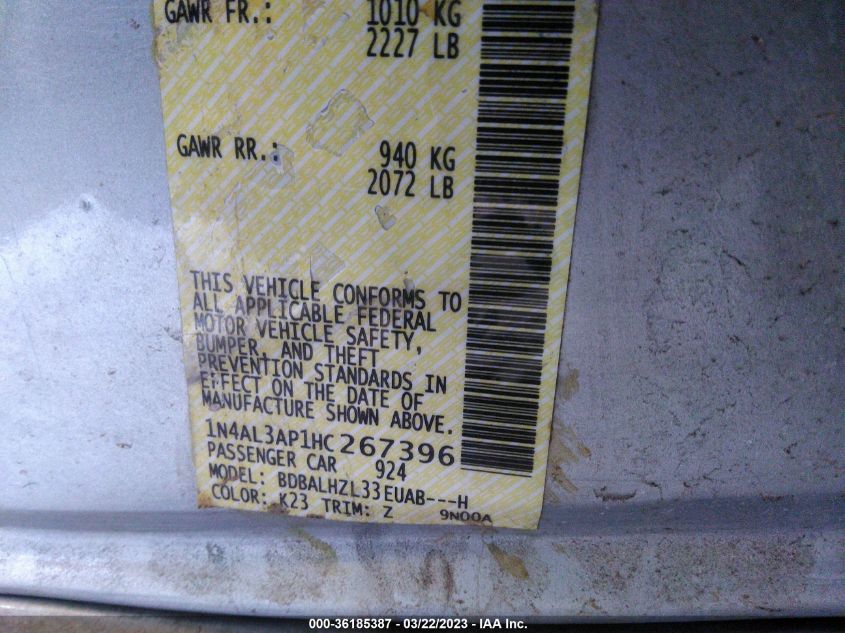 GAWR FR.: 1010 KG
2227 LB
GAWR RR.: 940 KG
2072 LB
THIS VEHICLE CONFORMS TO
ALL APPLICABLE FEDERAL
MOTOR VEHICLE SAFETY,
BUMPER, AND THEFT
PREVENTION STANDARDS IN
EFFECT ON THE DATE OF
MANUFACTURE SHOWN ABOVE.
1N4AL3AP1HC267396
PASSENGER CAR 924
MODEL: BDBALHZL33EUAB---H
COLOR: K23 TRIM: Z 9N00A
000-36185387 - 03/22/2023 - IAA Inc.